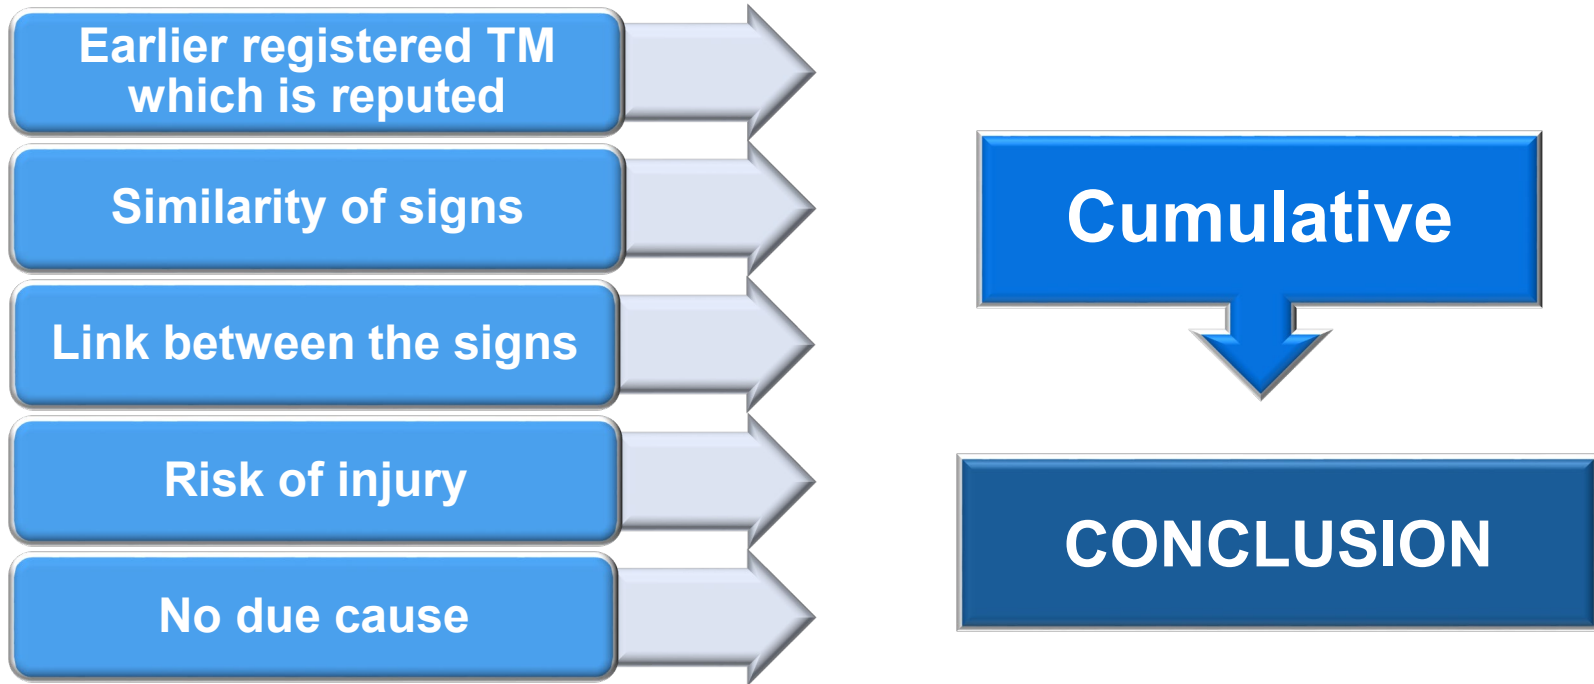 Earlier registered TM
which is reputed
Similarity of signs
Link between the signs
Risk of injury
No due cause
Cumulative
CONCLUSION